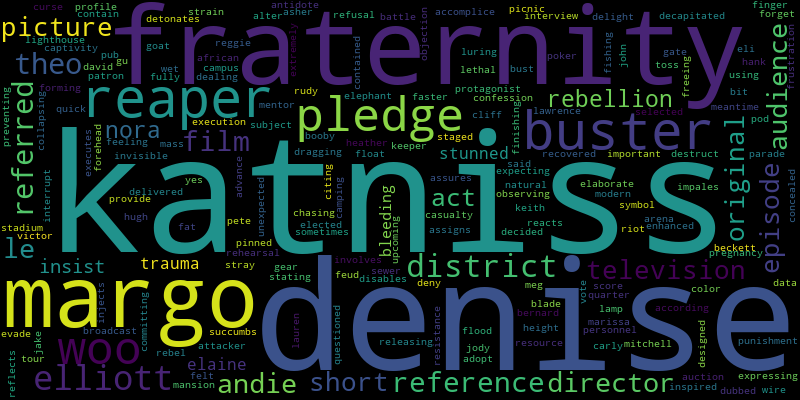 curse profile antidote picnic finger
contain strain alter asher refusal battle accomplice interview delight decapitated forget
picture detonates fraternity
lighthouse goat reggie
captivity pub african objection fishing john gate eli hank
theo david gu wet campus extremely contained luring poker toss using frustration
patron fully dealing bust freeing bit audience
forming mentor rudy elephant lethal protagonist meantime
reaper pledge faster rebellion
referred collapsing quick confession lawrence selected pod
preventing nora execution subject booby cliff buster
executes forehead feeling mass film heather keeper staged finishing recovered important destruct parade
invisible dragging float stunned said original
interrupt katniss expecting
yes advance citing camping assures natural elaborate impales episode concealed
delivered act observing modern
provide hugh unexpected chasing bleeding casualty keith symbol enhanced
stadium fat pete elected upcoming assigns decided arena
victor pinned sometimes reacts riot beckett
le rehearsal pregnancy
insist trauma stray involves sewer district television
gear feud disables deny meg score data
margo stating denise vote quarter color
injects succumbs blade lamp according
evade broadcast committing lauren questioned releasing resistance bernard marissa
tour jake rebel attacker flood height personnel designed punishment
woo jody resource carly mitchell
reflects elaine adopt
elliott felt andie short reference director auction expressing
mansion inspired dubbed wire